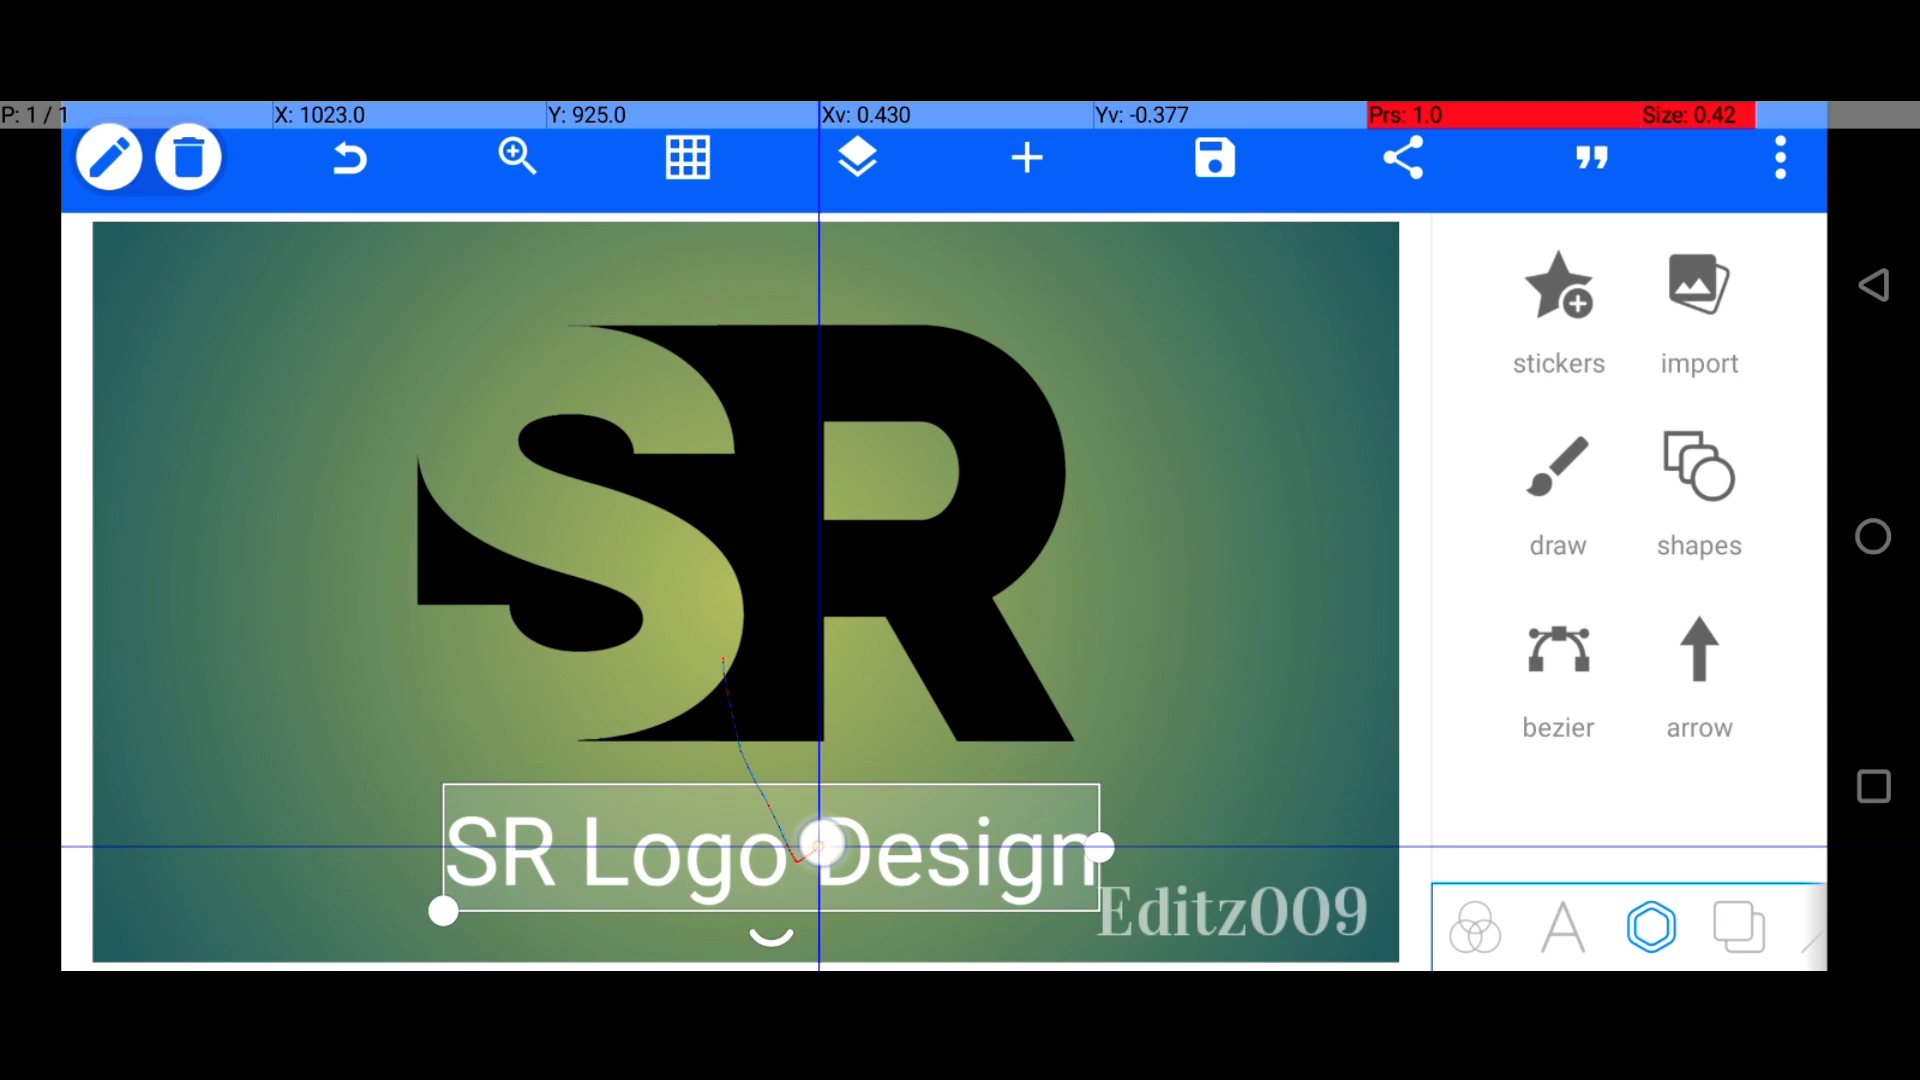 P: 1 / 1 X: 1023.0 Y: 925.0 Xv: 0.430 Yv: -0.377 Prs: 1.0 Size: 0.42
stickers import
SR
draw shapes
bezier arrow
SR Logo Design
Editz009